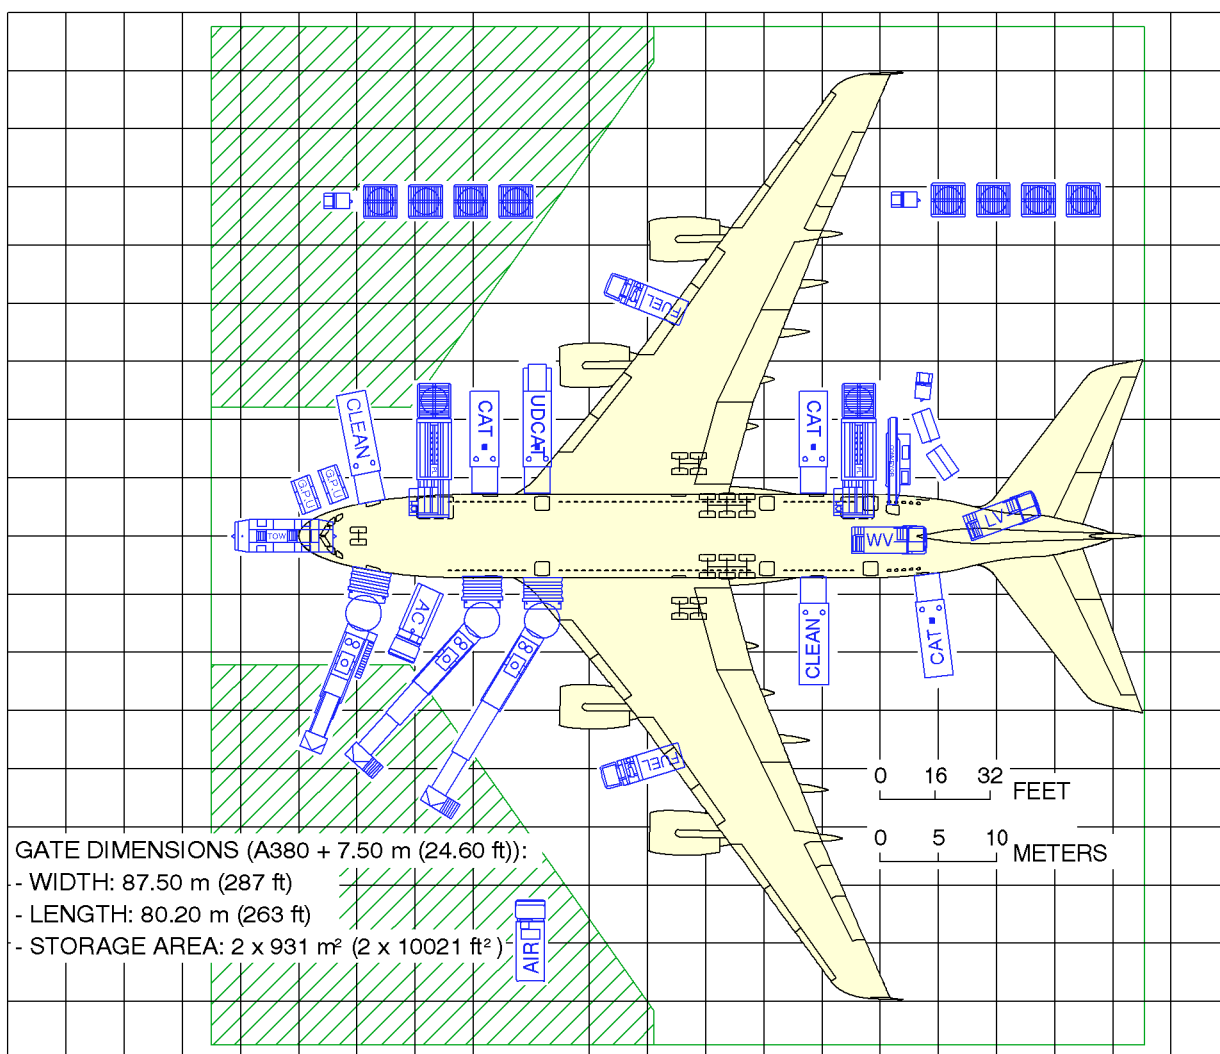 FUEL
CLEAN
CAT
UDCAT
CAT
GPU
GPU
PL
PL
TOW
WV
LV
AC
CLEAN
CAT
FUEL
0 16 32
FEET
0 5 10
METERS
GATE DIMENSIONS (A380 + 7.50 m (24.60 ft)):
- WIDTH: 87.50 m (287 ft)
- LENGTH: 80.20 m (263 ft)
- STORAGE AREA: 2 x 931 m² (2 x 10021 ft²)
AIR